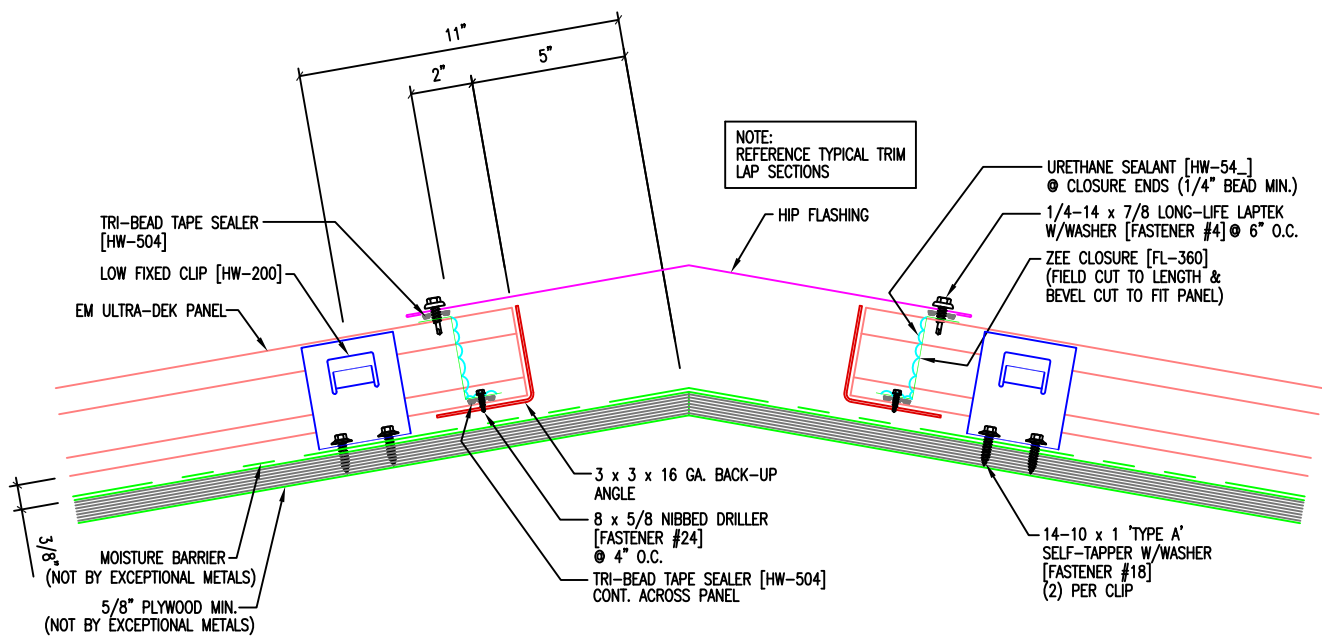 11"
2"
5"
NOTE:
REFERENCE TYPICAL TRIM
LAP SECTIONS
TRI-BEAD TAPE SEALER
[HW-504]
LOW FIXED CLIP [HW-200]
EM ULTRA-DEK PANEL
HIP FLASHING
URETHANE SEALANT [HW-54_]
@ CLOSURE ENDS (1/4" BEAD MIN.)
1/4-14 x 7/8 LONG-LIFE LAPTEK
W/WASHER [FASTENER #4] @ 6" O.C.
ZEE CLOSURE [FL-360]
(FIELD CUT TO LENGTH &
BEVEL CUT TO FIT PANEL)
3/8"
MOISTURE BARRIER
(NOT BY EXCEPTIONAL METALS)
5/8" PLYWOOD MIN.
(NOT BY EXCEPTIONAL METALS)
3 x 3 x 16 GA. BACK-UP
ANGLE
8 x 5/8 NIBBED DRILLER
[FASTENER #24]
@ 4" O.C.
TRI-BEAD TAPE SEALER [HW-504]
CONT. ACROSS PANEL
14-10 x 1 'TYPE A'
SELF-TAPPER W/WASHER
[FASTENER #18]
(2) PER CLIP